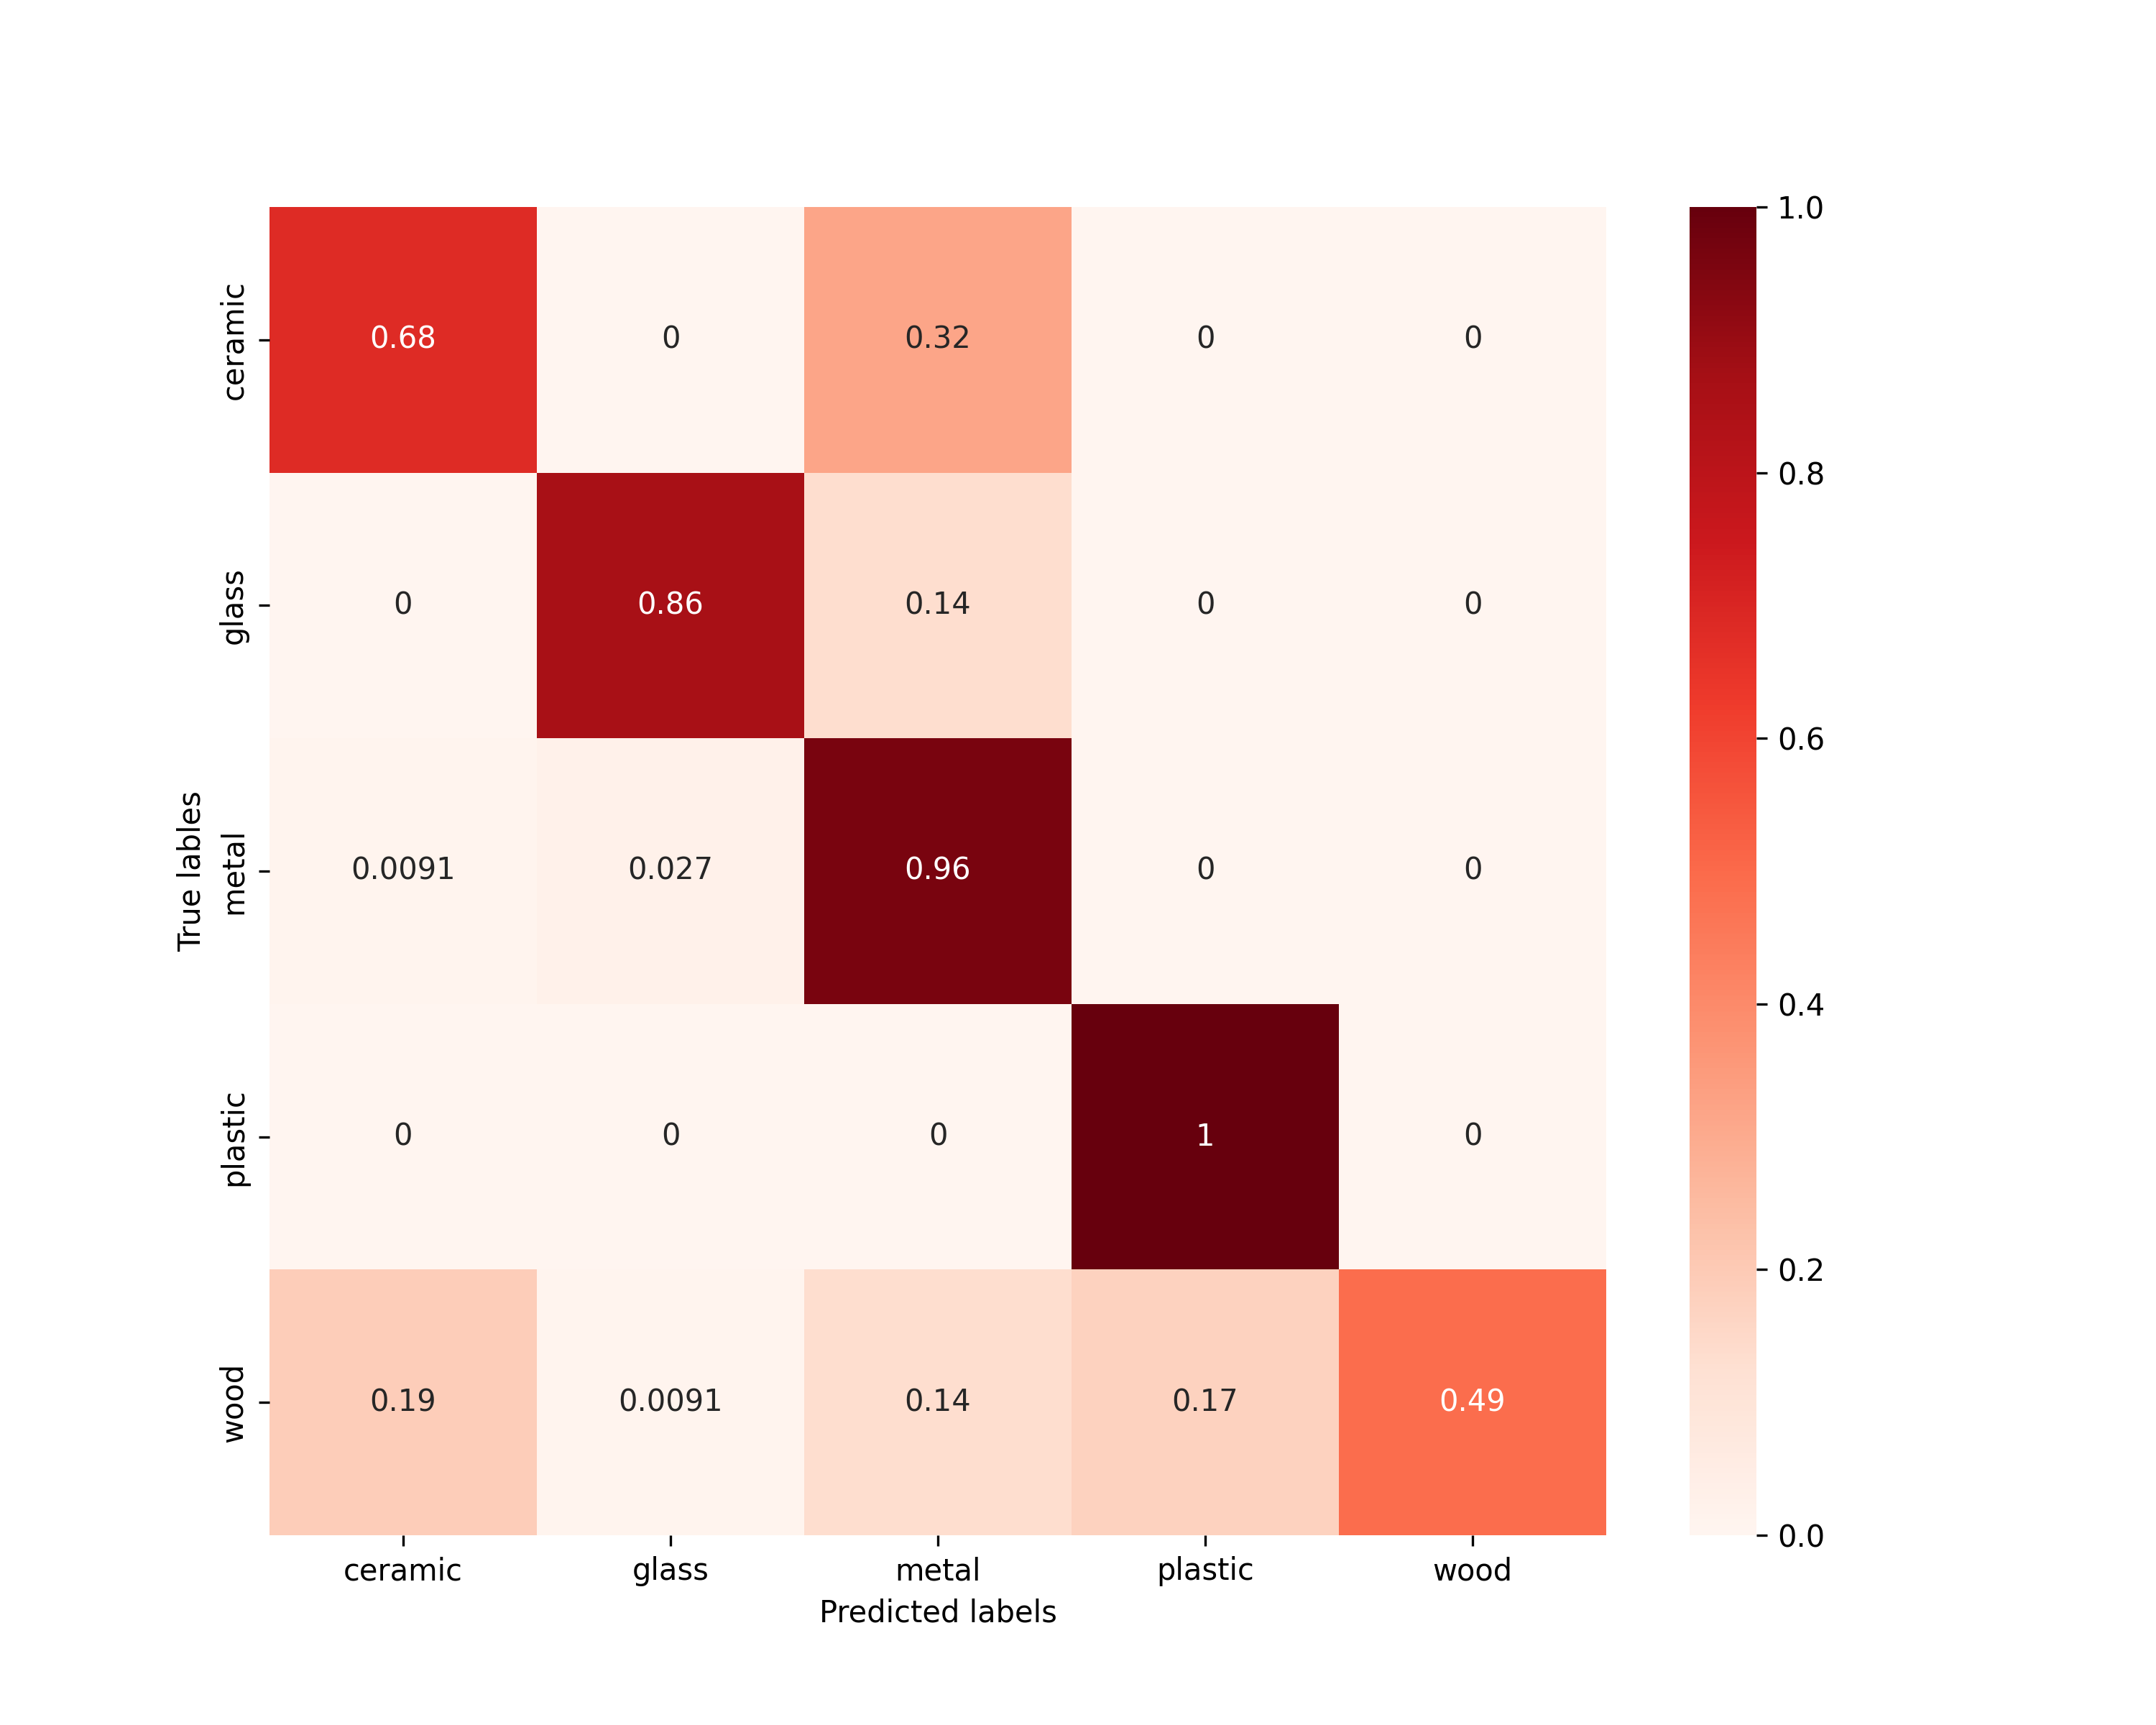 1.0
ceramic 0.68 0 0.32 0 0
0.8
glass 0 0.86 0.14 0 0
0.6
True lables
metal 0.0091 0.027 0.96 0 0
0.4
plastic 0 0 0 1 0
0.2
wood 0.19 0.0091 0.14 0.17 0.49
0.0
ceramic glass metal plastic wood
Predicted labels